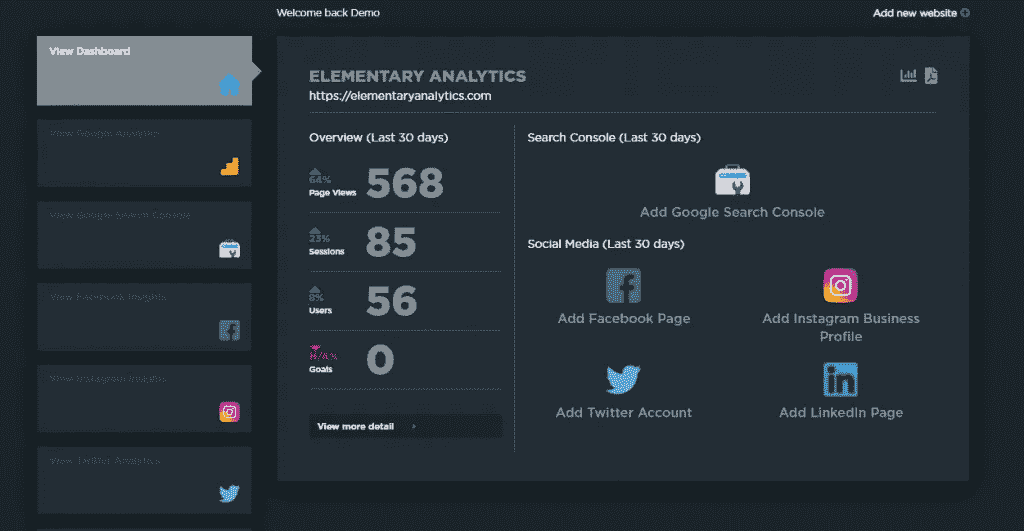 Welcome back Demo
Add new website
View Dashboard
View Google Analytics
View Google Search Console
View Facebook Insights
View Instagram Insights
View Twitter Analytics
ELEMENTARY ANALYTICS
https://elementaryanalytics.com
Overview (Last 30 days)
64%
Page Views 568
23%
Sessions 85
8%
Users 56
N/A%
Goals 0
View more detail
Search Console (Last 30 days)
Add Google Search Console
Social Media (Last 30 days)
Add Facebook Page
Add Instagram Business
Profile
Add Twitter Account
Add LinkedIn Page